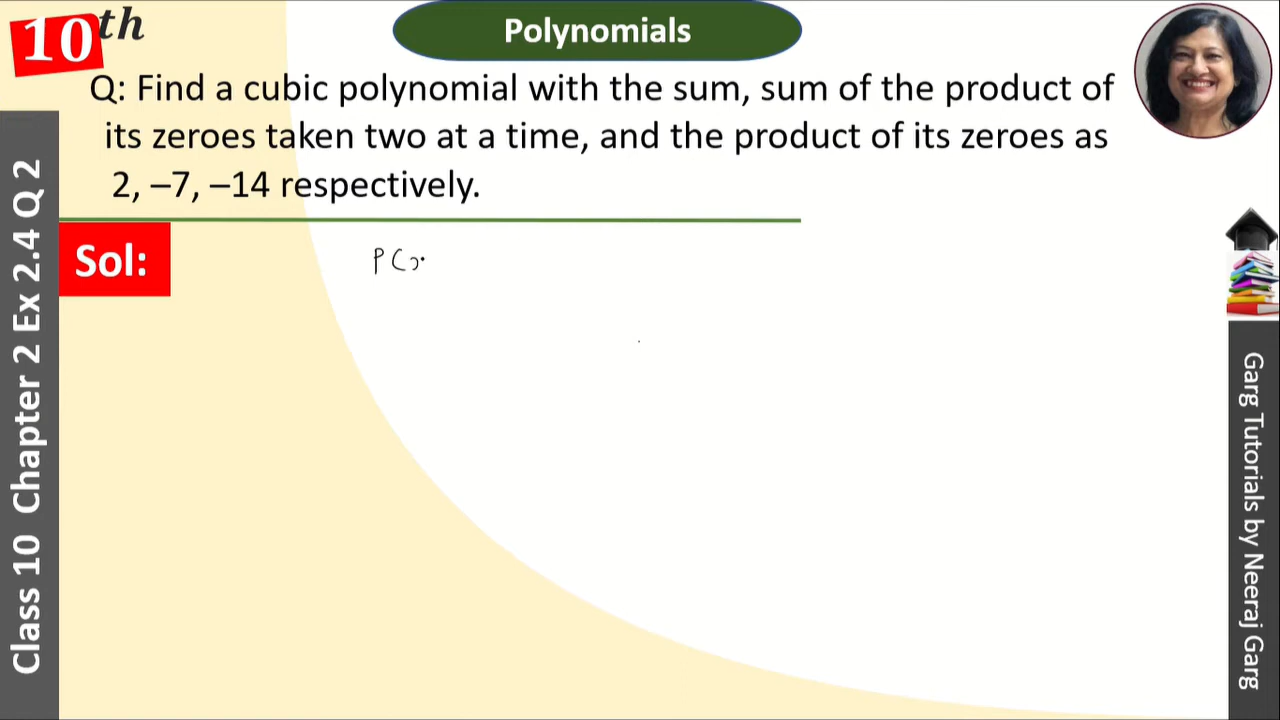 10th
Polynomials
Q: Find a cubic polynomial with the sum, sum of the product of
its zeroes taken two at a time, and the product of its zeroes as
2, –7, –14 respectively.
Sol:
P(
Class 10 Chapter 2 Ex 2.4 Q 2
Garg Tutorials by Neeraj Garg